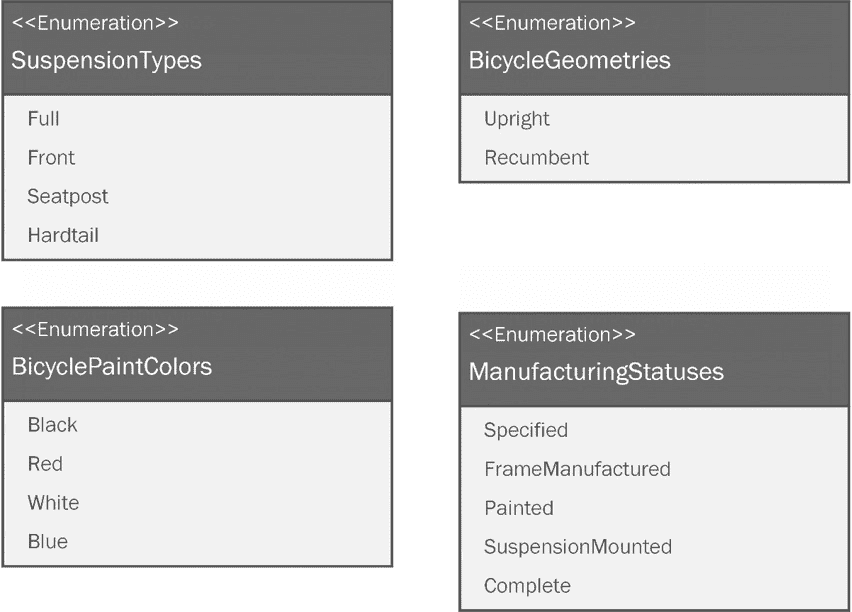 <<Enumeration>>
SuspensionTypes
Full
Front
Seatpost
Hardtail
<<Enumeration>>
BicycleGeometries
Upright
Recumbent
<<Enumeration>>
BicyclePaintColors
Black
Red
White
Blue
<<Enumeration>>
ManufacturingStatuses
Specified
FrameManufactured
Painted
SuspensionMounted
Complete